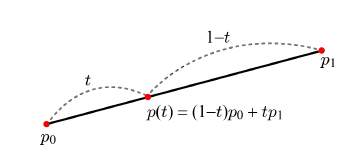 1–t
p₁
t
p(t) = (1–t)p₀ + tp₁
p₀